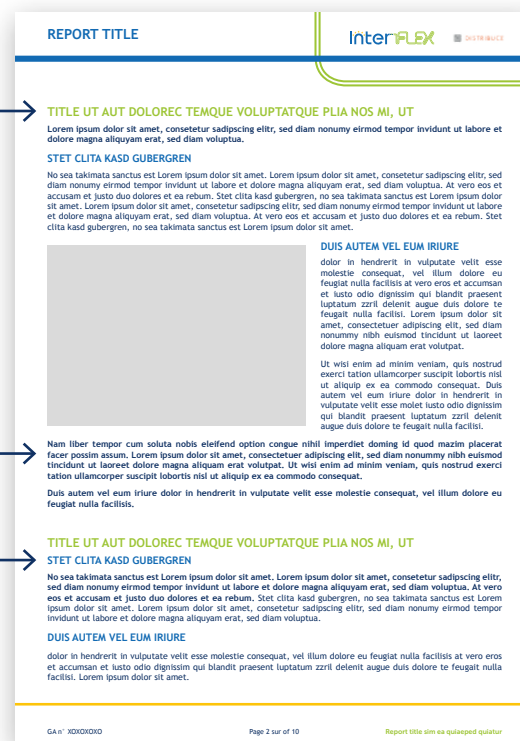 REPORT TITLE
InterFLEX
DISTRIBUCE
TITLE UT AUT DOLOREC TEMQUE VOLUPTATQUE PLIA NOS MI, UT
Lorem ipsum dolor sit amet, consetetur sadipscing elitr, sed diam nonumy eirmod tempor invidunt ut labore et
dolore magna aliquyam erat, sed diam voluptua.
STET CLITA KASD GUBERGREN
No sea takimata sanctus est Lorem ipsum dolor sit amet. Lorem ipsum dolor sit amet, consetetur sadipscing elitr, sed
diam nonumy eirmod tempor invidunt ut labore et dolore magna aliquyam erat, sed diam voluptua. At vero eos et
accusam et justo duo dolores et ea rebum. Stet clita kasd gubergren, no sea takimata sanctus est Lorem ipsum dolor
sit amet. Lorem ipsum dolor sit amet, consetetur sadipscing elitr, sed diam nonumy eirmod tempor invidunt ut labore
et dolore magna aliquyam erat, sed diam voluptua. At vero eos et accusam et justo duo dolores et ea rebum. Stet
clita kasd gubergren, no sea takimata sanctus est Lorem ipsum dolor sit amet.
DUIS AUTEM VEL EUM IRIURE
dolor in hendrerit in vulputate velit esse
molestie consequat, vel illum dolore eu
feugiat nulla facilisis at vero eros et accumsan
et iusto odio dignissim qui blandit praesent
luptatum zzril delenit augue duis dolore te
feugait nulla facilisi. Lorem ipsum dolor sit
amet, consectetuer adipiscing elit, sed diam
nonummy nibh euismod tincidunt ut laoreet
dolore magna aliquam erat volutpat.
Ut wisi enim ad minim veniam, quis nostrud
exerci tation ullamcorper suscipit lobortis nisl
ut aliquip ex ea commodo consequat. Duis
autem vel eum iriure dolor in hendrerit in
vulputate velit esse molet iusto odio dignissim
qui blandit praesent luptatum zzril delenit
augue duis dolore te feugait nulla facilisi.
Nam liber tempor cum soluta nobis eleifend option congue nihil imperdiet doming id quod mazim placerat
facer possim assum. Lorem ipsum dolor sit amet, consectetuer adipiscing elit, sed diam nonummy nibh euismod
tincidunt ut laoreet dolore magna aliquam erat volutpat. Ut wisi enim ad minim veniam, quis nostrud exerci
tation ullamcorper suscipit lobortis nisl ut aliquip ex ea commodo consequat.
Duis autem vel eum iriure dolor in hendrerit in vulputate velit esse molestie consequat, vel illum dolore eu
feugiat nulla facilisis.
TITLE UT AUT DOLOREC TEMQUE VOLUPTATQUE PLIA NOS MI, UT
STET CLITA KASD GUBERGREN
No sea takimata sanctus est Lorem ipsum dolor sit amet. Lorem ipsum dolor sit amet, consetetur sadipscing elitr,
sed diam nonumy eirmod tempor invidunt ut labore et dolore magna aliquyam erat, sed diam voluptua. At vero
eos et accusam et justo duo dolores et ea rebum. Stet clita kasd gubergren, no sea takimata sanctus est Lorem
ipsum dolor sit amet. Lorem ipsum dolor sit amet, consetetur sadipscing elitr, sed diam nonumy eirmod tempor
invidunt ut labore et dolore magna aliquyam erat, sed diam voluptua.
DUIS AUTEM VEL EUM IRIURE
dolor in hendrerit in vulputate velit esse molestie consequat, vel illum dolore eu feugiat nulla facilisis at vero eros
et accumsan et iusto odio dignissim qui blandit praesent luptatum zzril delenit augue duis dolore te feugait nulla
facilisi. Lorem ipsum dolor sit amet.
GA n° XOXOXOXO
Page 2 sur of 10
Report title sim ea quiaeped quiatur